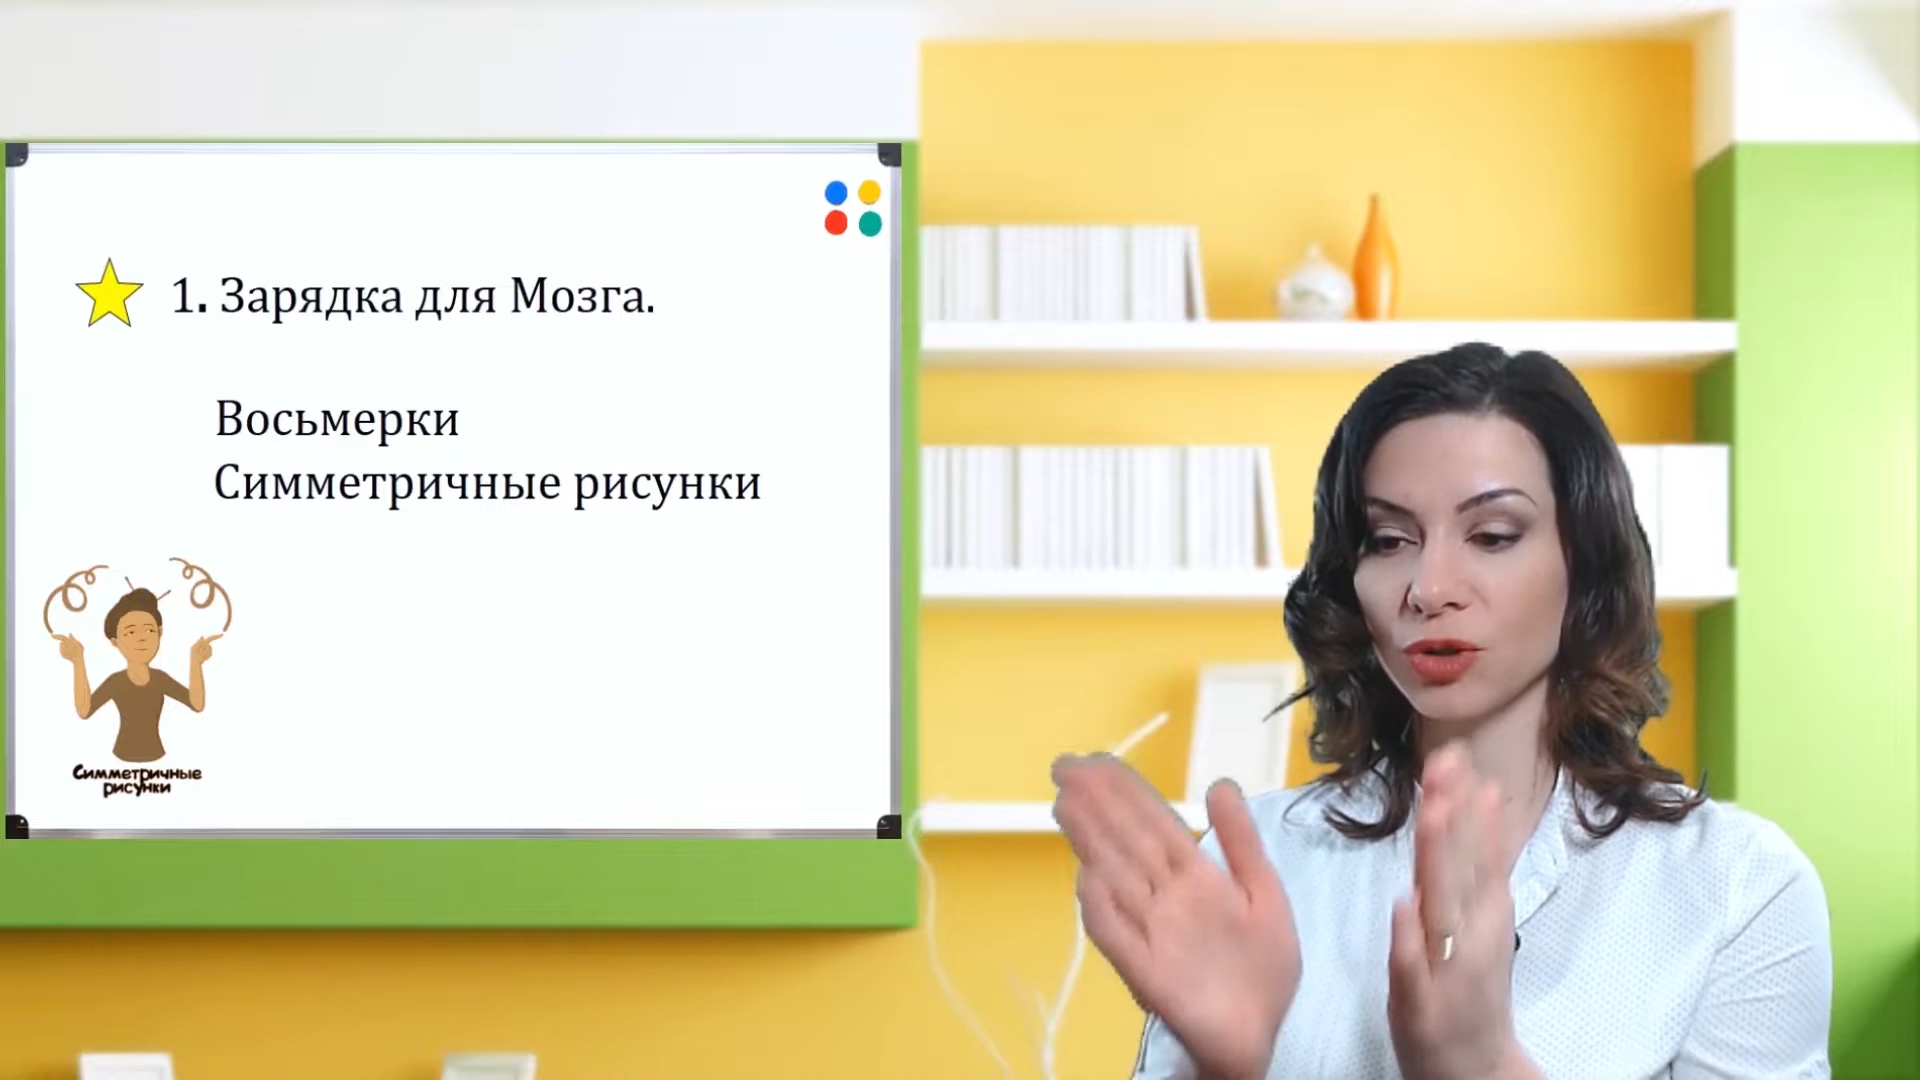 1. Зарядка для Мозга.
Восьмерки
Симметричные рисунки
Симметричные
рисунки